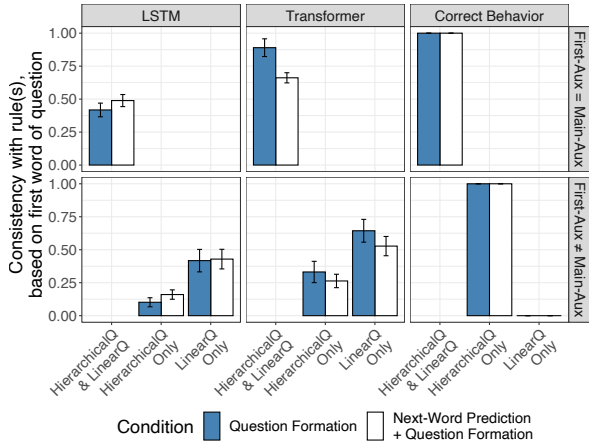 LSTM
Transformer
Correct Behavior
Consistency with rule(s),
based on first word of question
1.00
0.75
0.50
0.25
0.00
First-Aux = Main-Aux
1.00
0.75
0.50
0.25
0.00
First-Aux ≠ Main-Aux
HierarchicalQ
& LinearQ
HierarchicalQ
Only
LinearQ
Only
HierarchicalQ
& LinearQ
HierarchicalQ
Only
LinearQ
Only
HierarchicalQ
& LinearQ
HierarchicalQ
Only
LinearQ
Only
Condition
Question Formation
Next-Word Prediction
+ Question Formation